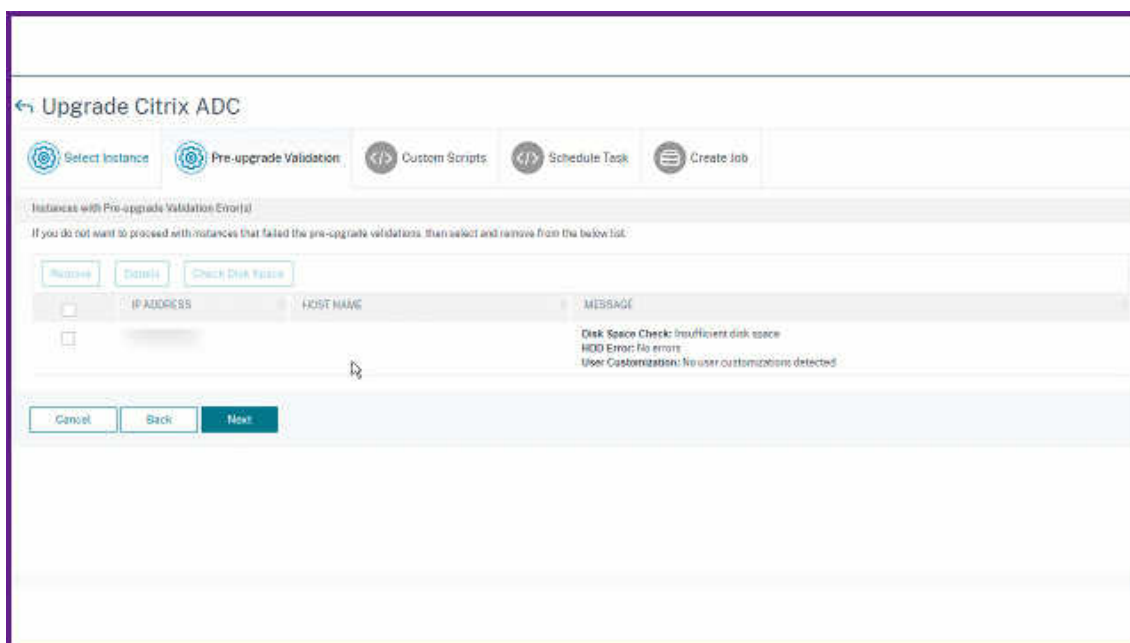 Upgrade Citrix ADC
Select Instance
Pre-upgrade Validation
Custom Scripts
Schedule Task
Create Job
Instances with Pre-upgrade Validation Error(s)
If you do not want to proceed with instances that failed the pre-upgrade validations, then select and remove from the below list.
Remove Details Check Disk Space
IP ADDRESS HOST NAME MESSAGE
Disk Space Check: Insufficient disk space
HDD Error: No errors
User Customization: No user customizations detected
Cancel Back Next